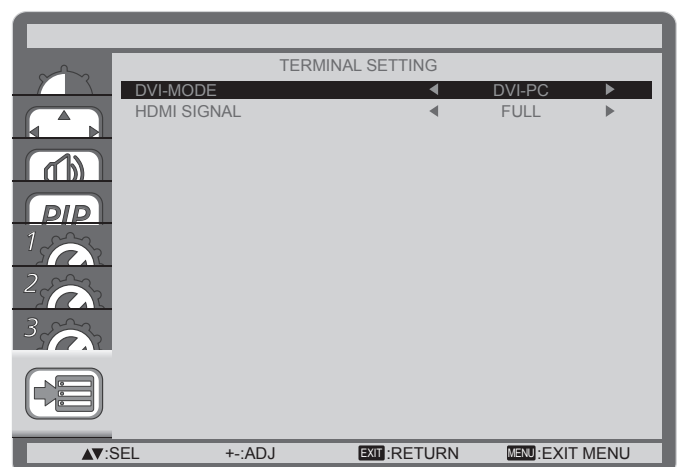 TERMINAL SETTING
DVI-MODE ◀ DVI-PC ▶
HDMI SIGNAL ◀ FULL ▶
PIP
1
2
3
▲▼:SEL +-:ADJ EXIT:RETURN MENU:EXIT MENU